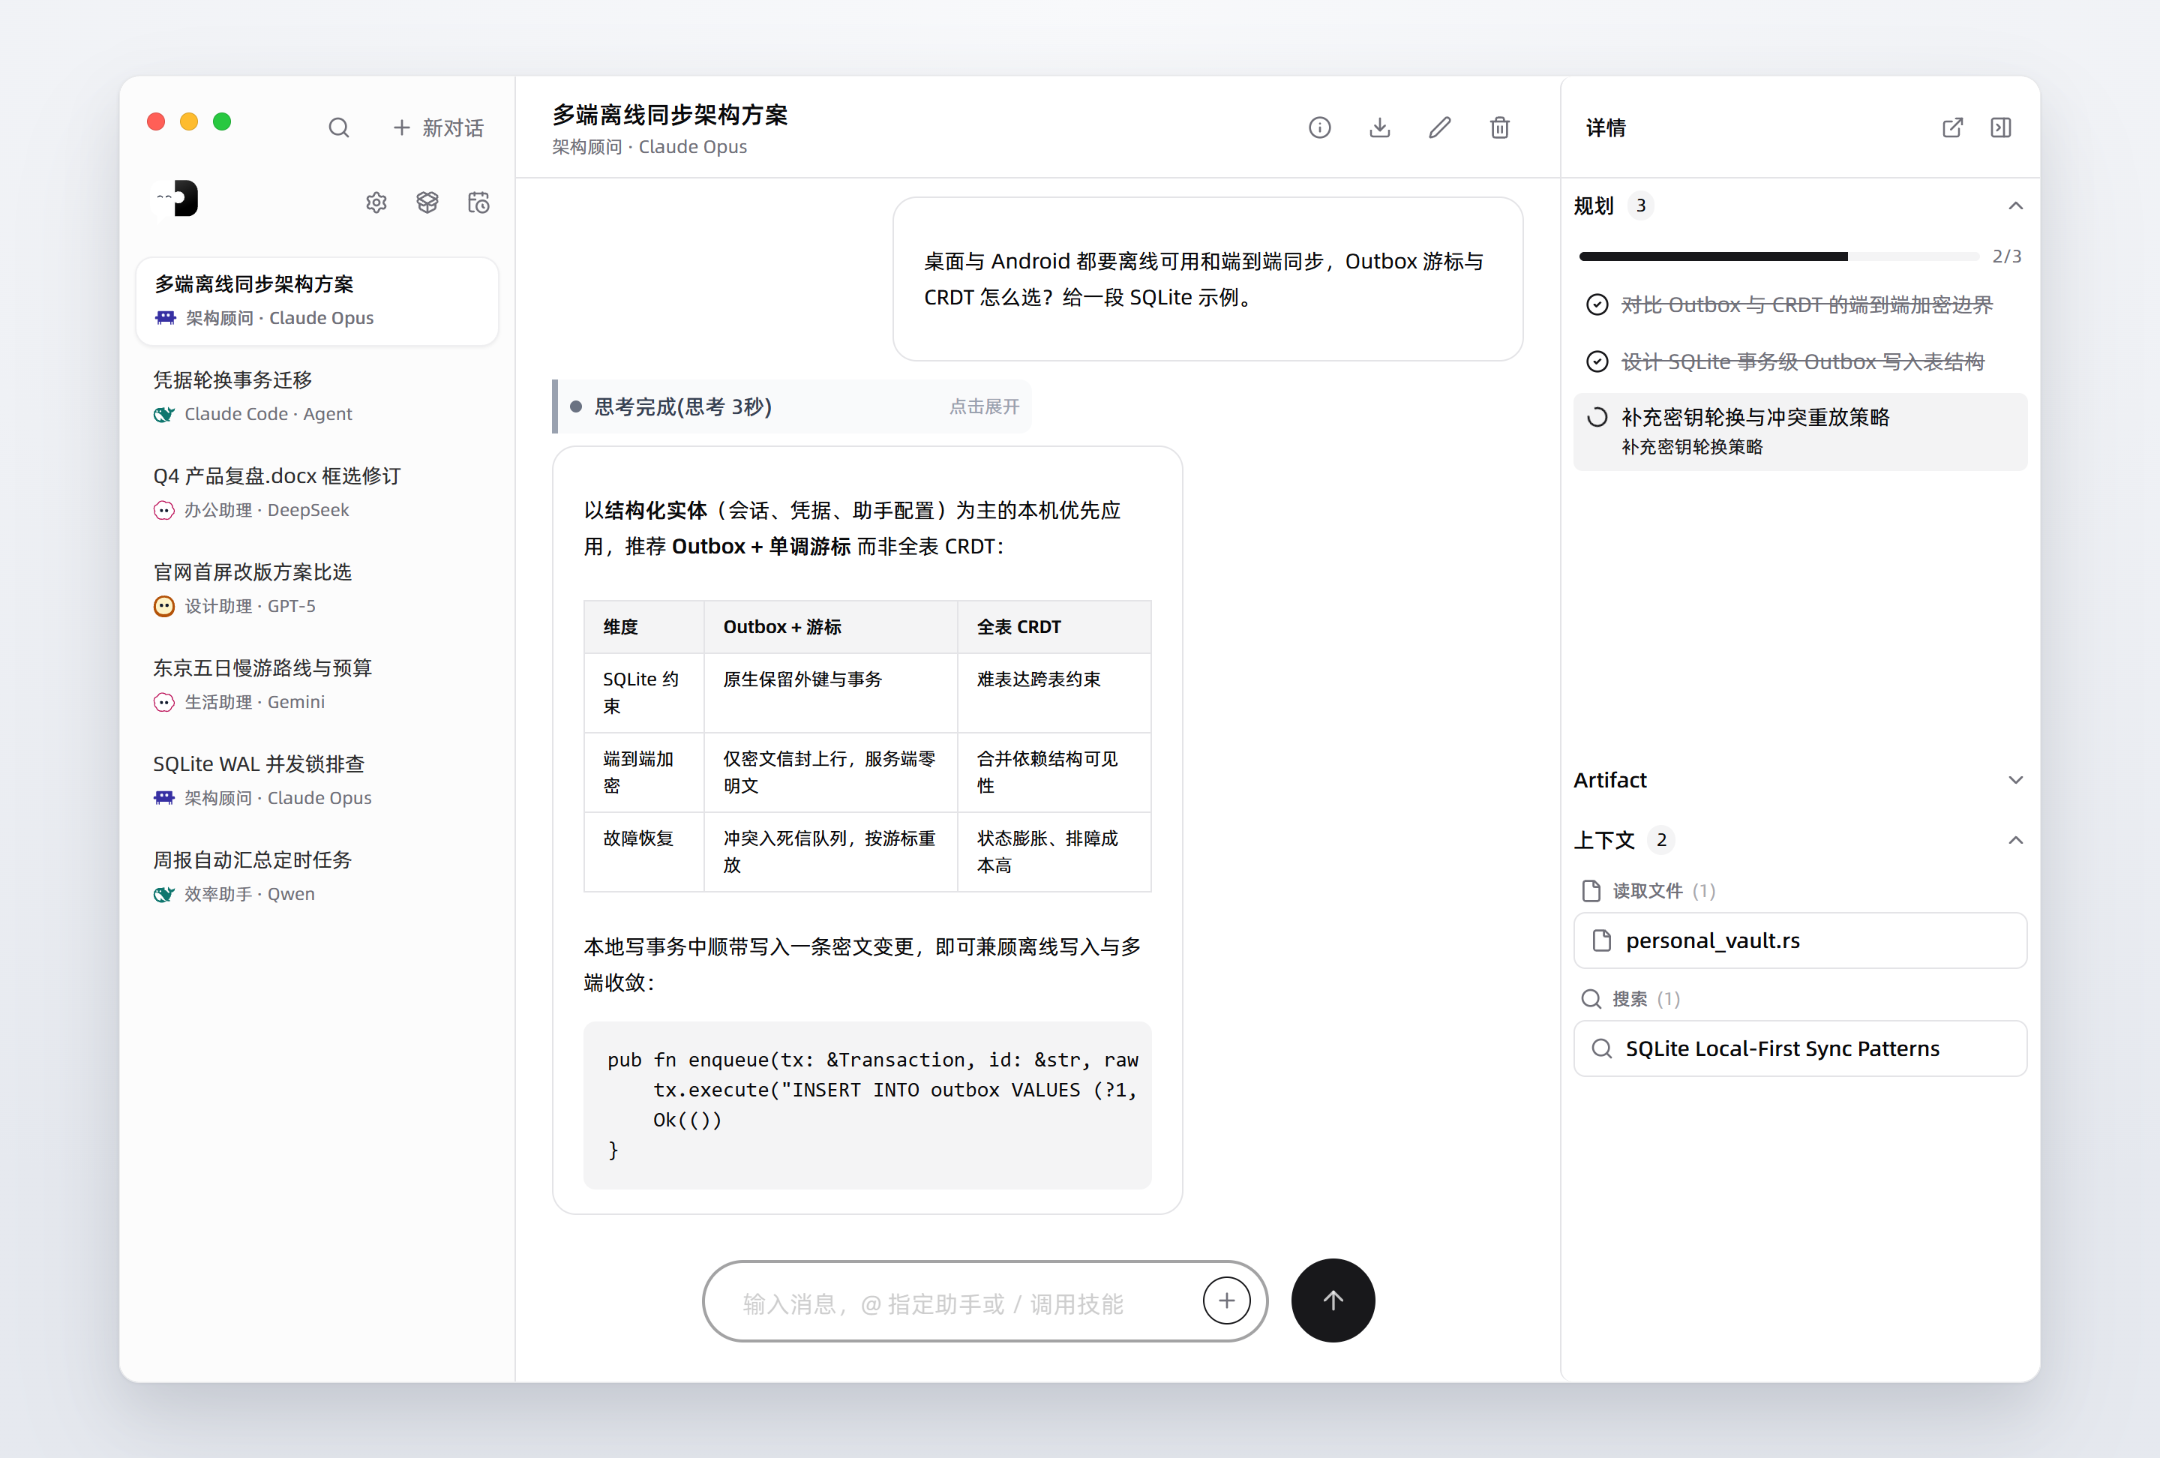 新对话
多端离线同步架构方案
架构顾问 · Claude Opus
凭据轮换事务迁移
Claude Code · Agent
Q4 产品复盘.docx 框选修订
办公助理 · DeepSeek
官网首屏改版方案比选
设计助理 · GPT-5
东京五日慢游路线与预算
生活助理 · Gemini
SQLite WAL 并发锁排查
架构顾问 · Claude Opus
周报自动汇总定时任务
效率助手 · Qwen
多端离线同步架构方案
架构顾问 · Claude Opus
桌面与 Android 都要离线可用和端到端同步，Outbox 游标与
CRDT 怎么选？给一段 SQLite 示例。
思考完成(思考 3秒) 点击展开
以结构化实体（会话、凭据、助手配置）为主的本机优先应
用，推荐 Outbox + 单调游标 而非全表 CRDT：
维度 Outbox + 游标 全表 CRDT
SQLite 约 原生保留外键与事务 难表达跨表约束
束
端到端加 仅密文信封上行，服务端零 合并依赖结构可见
密 明文 性
故障恢复 冲突入死信队列，按游标重 状态膨胀、排障成
放 本高
本地写事务中顺带写入一条密文变更，即可兼顾离线写入与多
端收敛：
pub fn enqueue(tx: &Transaction, id: &str, raw
tx.execute("INSERT INTO outbox VALUES (?1,
Ok(())
}
输入消息，@ 指定助手或 / 调用技能
详情
规划 3
2/3
对比 Outbox 与 CRDT 的端到端加密边界
设计 SQLite 事务级 Outbox 写入表结构
补充密钥轮换与冲突重放策略
补充密钥轮换策略
Artifact
上下文 2
读取文件 (1)
personal_vault.rs
搜索 (1)
SQLite Local-First Sync Patterns